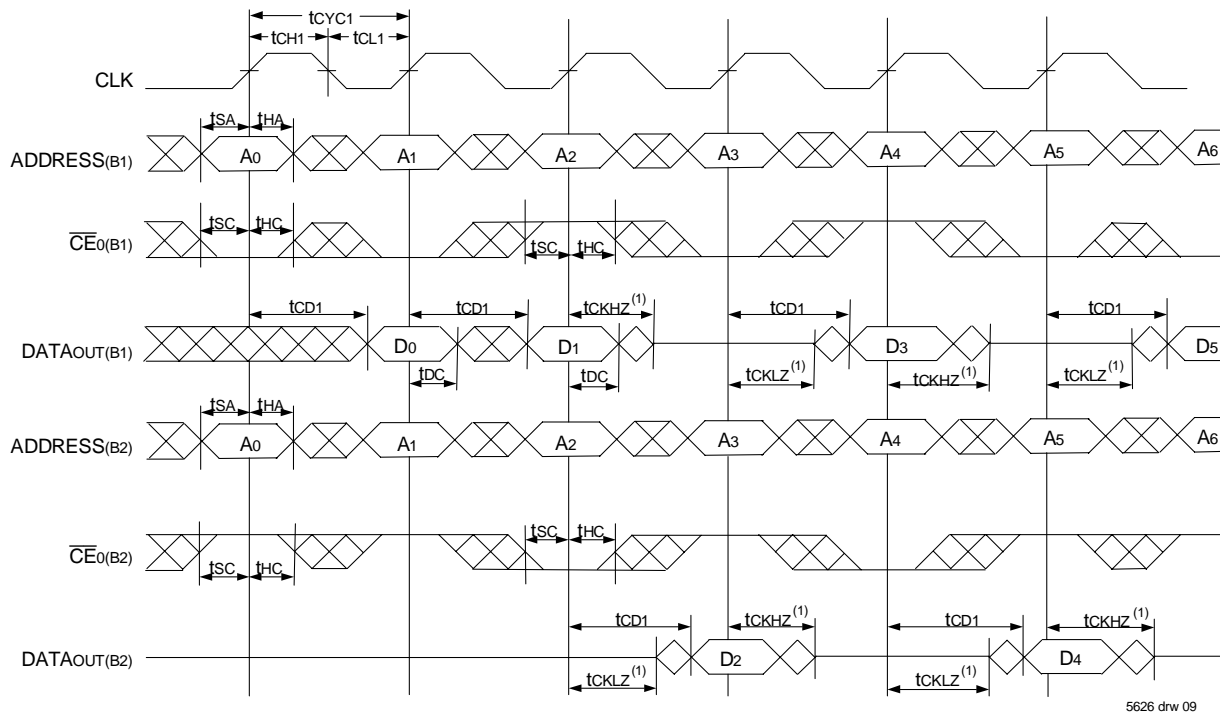 tCYC1
tCH1 tCL1
CLK
tSA tHA
ADDRESS(B1) A0 A1 A2 A3 A4 A5 A6
tSC tHC
CE0(B1) tSC tHC
tCD1 tCD1 tCKHZ(1) tCD1 tCD1
DATAOUT(B1) D0 D1 D3 D5
tDC tDC tCKLZ(1) tCKHZ(1) tCKLZ(1)
tSA tHA
ADDRESS(B2) A0 A1 A2 A3 A4 A5 A6
tSC tHC
CE0(B2)
tSC tHC
tCD1 tCKHZ(1) tCD1 tCKHZ(1)
DATAOUT(B2) D2 D4
tCKLZ(1) tCKLZ(1)
5626 drw 09